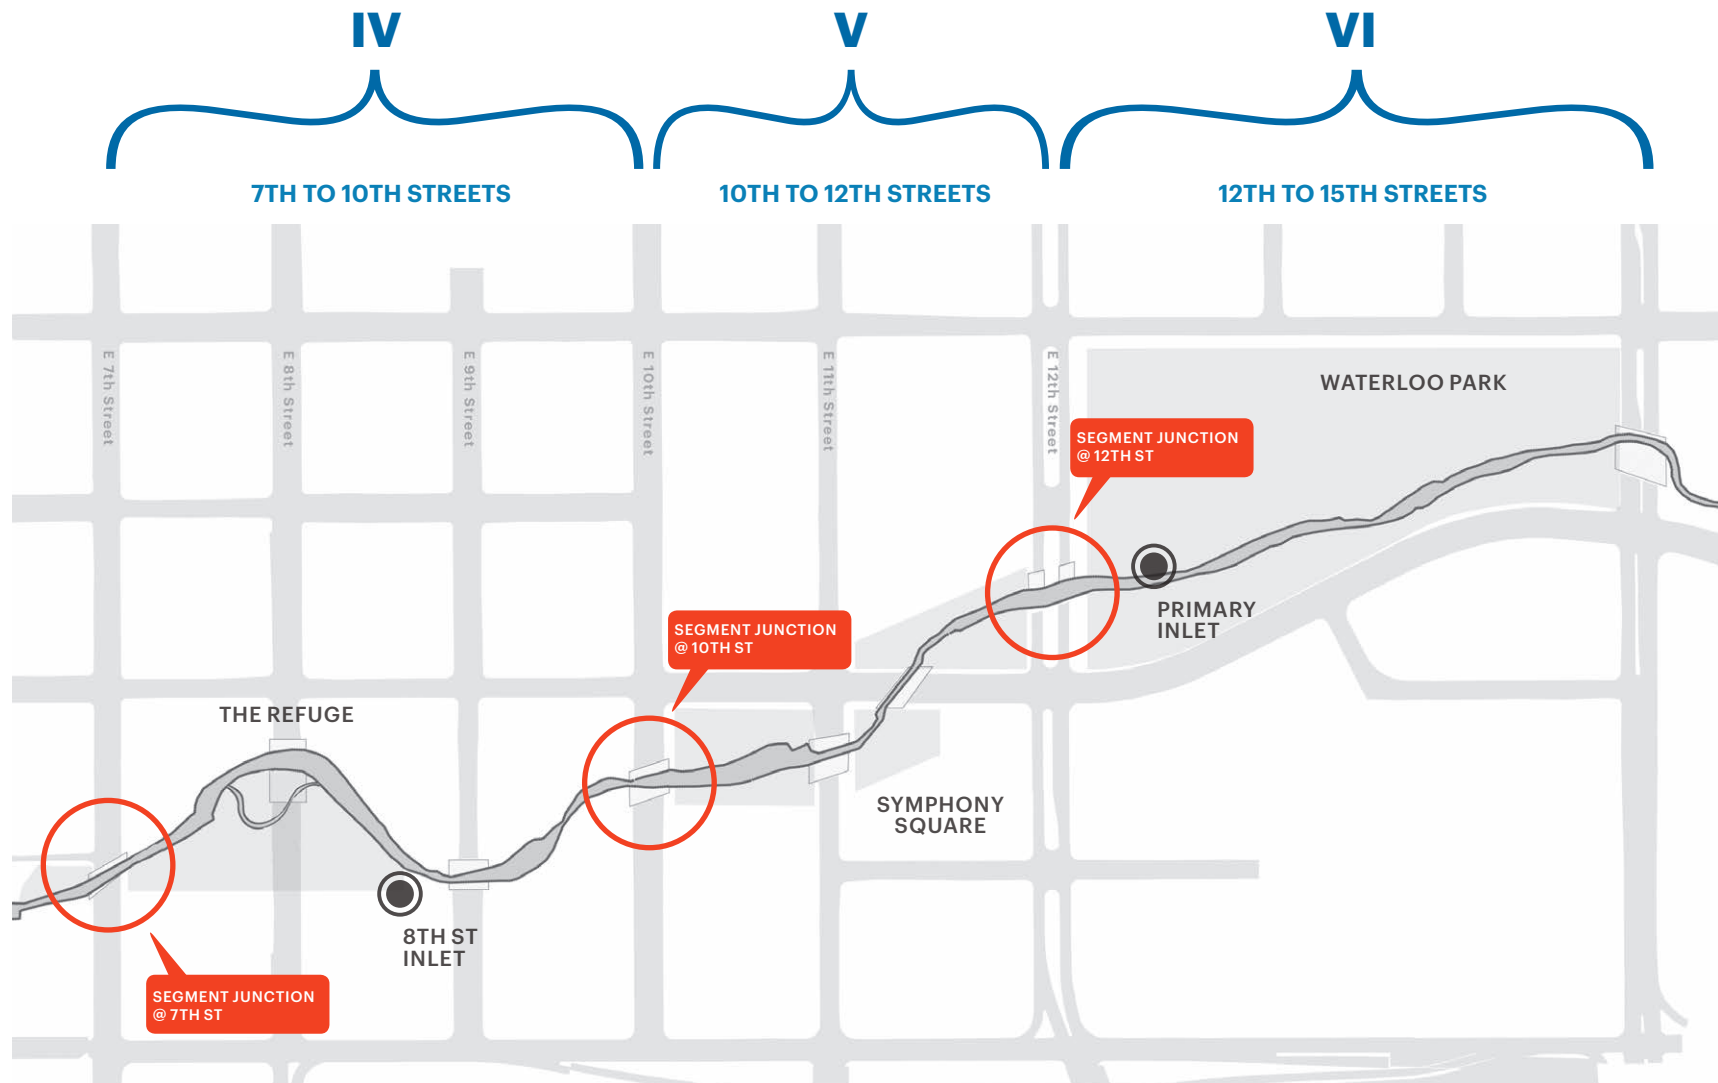 IV
V
VI
7TH TO 10TH STREETS
10TH TO 12TH STREETS
12TH TO 15TH STREETS
E 7th Street
E 8th Street
E 9th Street
E 10th Street
E 11th Street
E 12th Street
WATERLOO PARK
SEGMENT JUNCTION
@ 12TH ST
PRIMARY
INLET
SEGMENT JUNCTION
@ 10TH ST
THE REFUGE
SYMPHONY
SQUARE
8TH ST
INLET
SEGMENT JUNCTION
@ 7TH ST